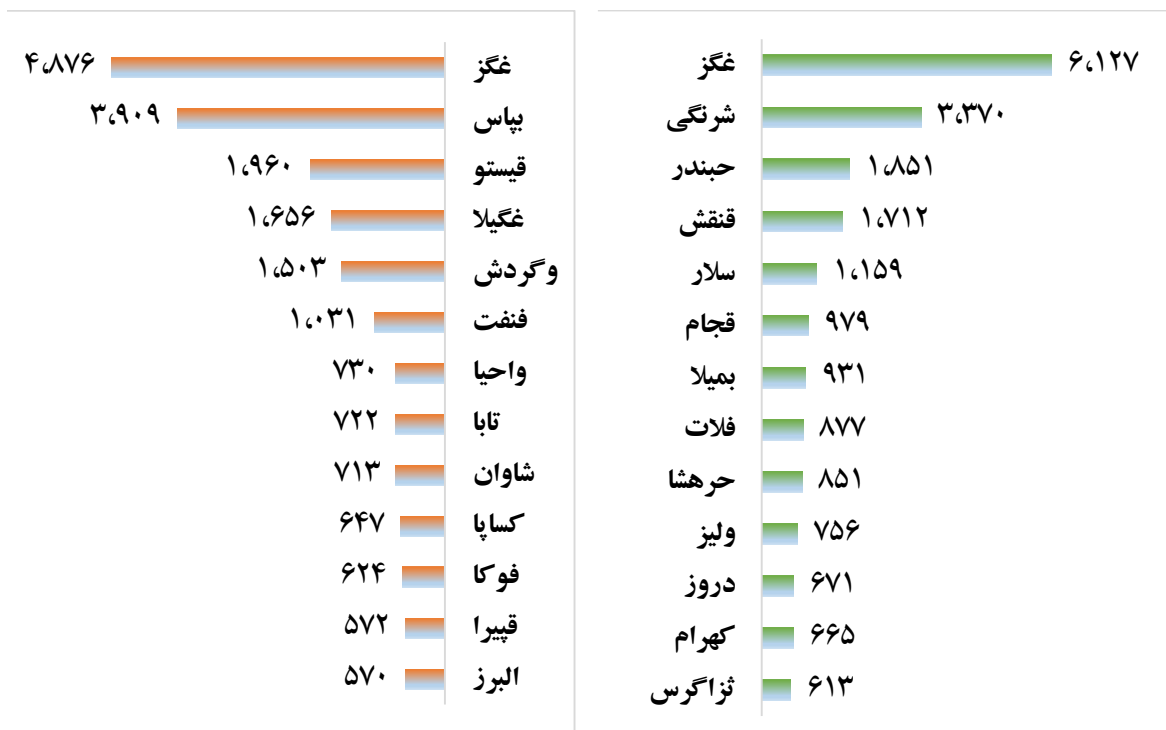 غگز ۶،۱۲۷
شرنگی ۳،۳۷۰
حبندر ۱،۸۵۱
قنقش ۱،۷۱۲
سلار ۱،۱۵۹
قجام ۹۷۹
بمیلا ۹۳۱
فلات ۸۷۷
حرهشا ۸۵۱
ولیز ۷۵۶
دروز ۶۷۱
کهرام ۶۶۵
ثزاگرس ۶۱۳
غگز ۴،۸۷۶
بپاس ۳،۹۰۹
قیستو ۱،۹۶۰
غگیلا ۱،۶۵۶
وگردش ۱،۵۰۳
فنفت ۱،۰۳۱
واحیا ۷۳۰
تابا ۷۲۲
شاوان ۷۱۳
کساپا ۶۴۷
فوکا ۶۲۴
قپیرا ۵۷۲
البرز ۵۷۰